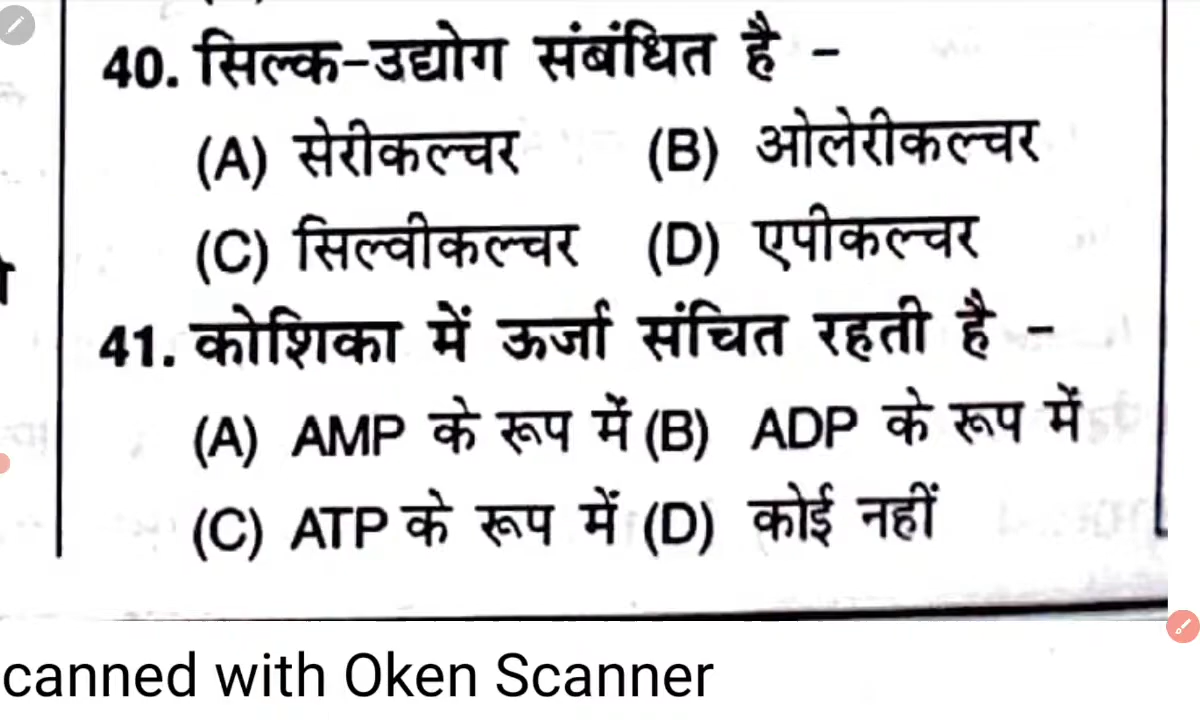 40. सिल्क-उद्योग संबंधित है -
(A) सेरीकल्चर (B) ओलेरीकल्चर
(C) सिल्वीकल्चर (D) एपीकल्चर
41. कोशिका में ऊर्जा संचित रहती है -
(A) AMP के रूप में (B) ADP के रूप में
(C) ATP के रूप में (D) कोई नहीं
canned with Oken Scanner